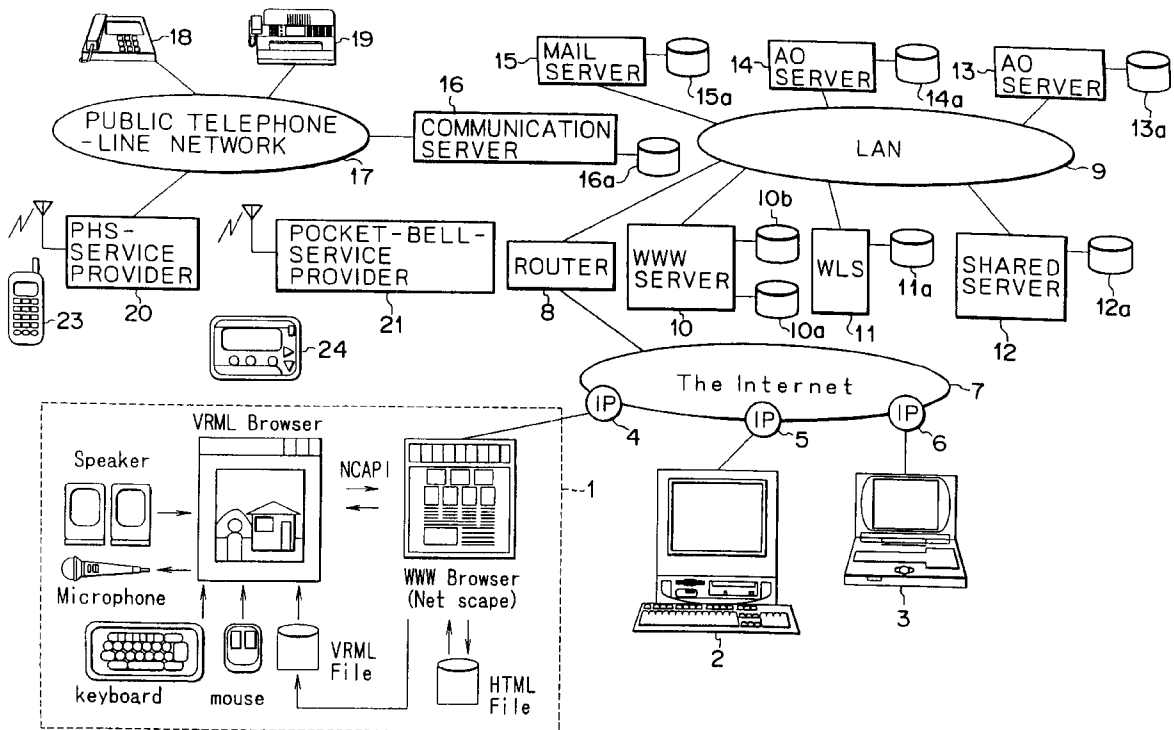 18
19
15
MAIL
SERVER
15a
14
AO
SERVER
14a
13
AO
SERVER
13a
PUBLIC TELEPHONE
-LINE NETWORK
17
16
COMMUNICATION
SERVER
16a
LAN
9
PHS-
SERVICE
PROVIDER
20
23
POCKET-BELL-
SERVICE
PROVIDER
21
24
ROUTER
8
WWW
SERVER
10
10b
10a
WLS
11
11a
SHARED
SERVER
12
12a
The Internet
7
IP
4
IP
5
IP
6
VRML Browser
Speaker
NCAPI
1
Microphone
WWW Browser
(Net scape)
keyboard
mouse
VRML
File
HTML
File
2
3